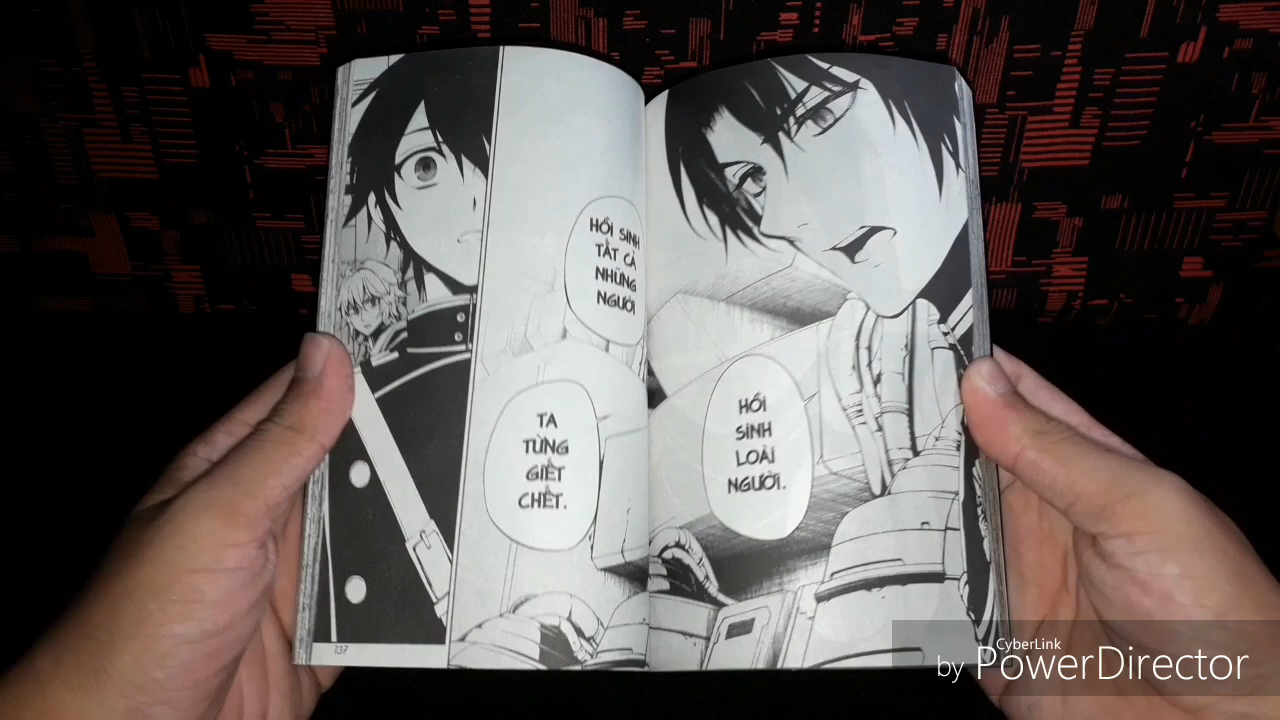 HỒI
SINH
LOÀI
NGƯỜI.
HỒI SINH
TẤT CẢ
NHỮNG
NGƯỜI
TA
TỪNG
GIẾT
CHẾT.
137
CyberLink
by PowerDirector